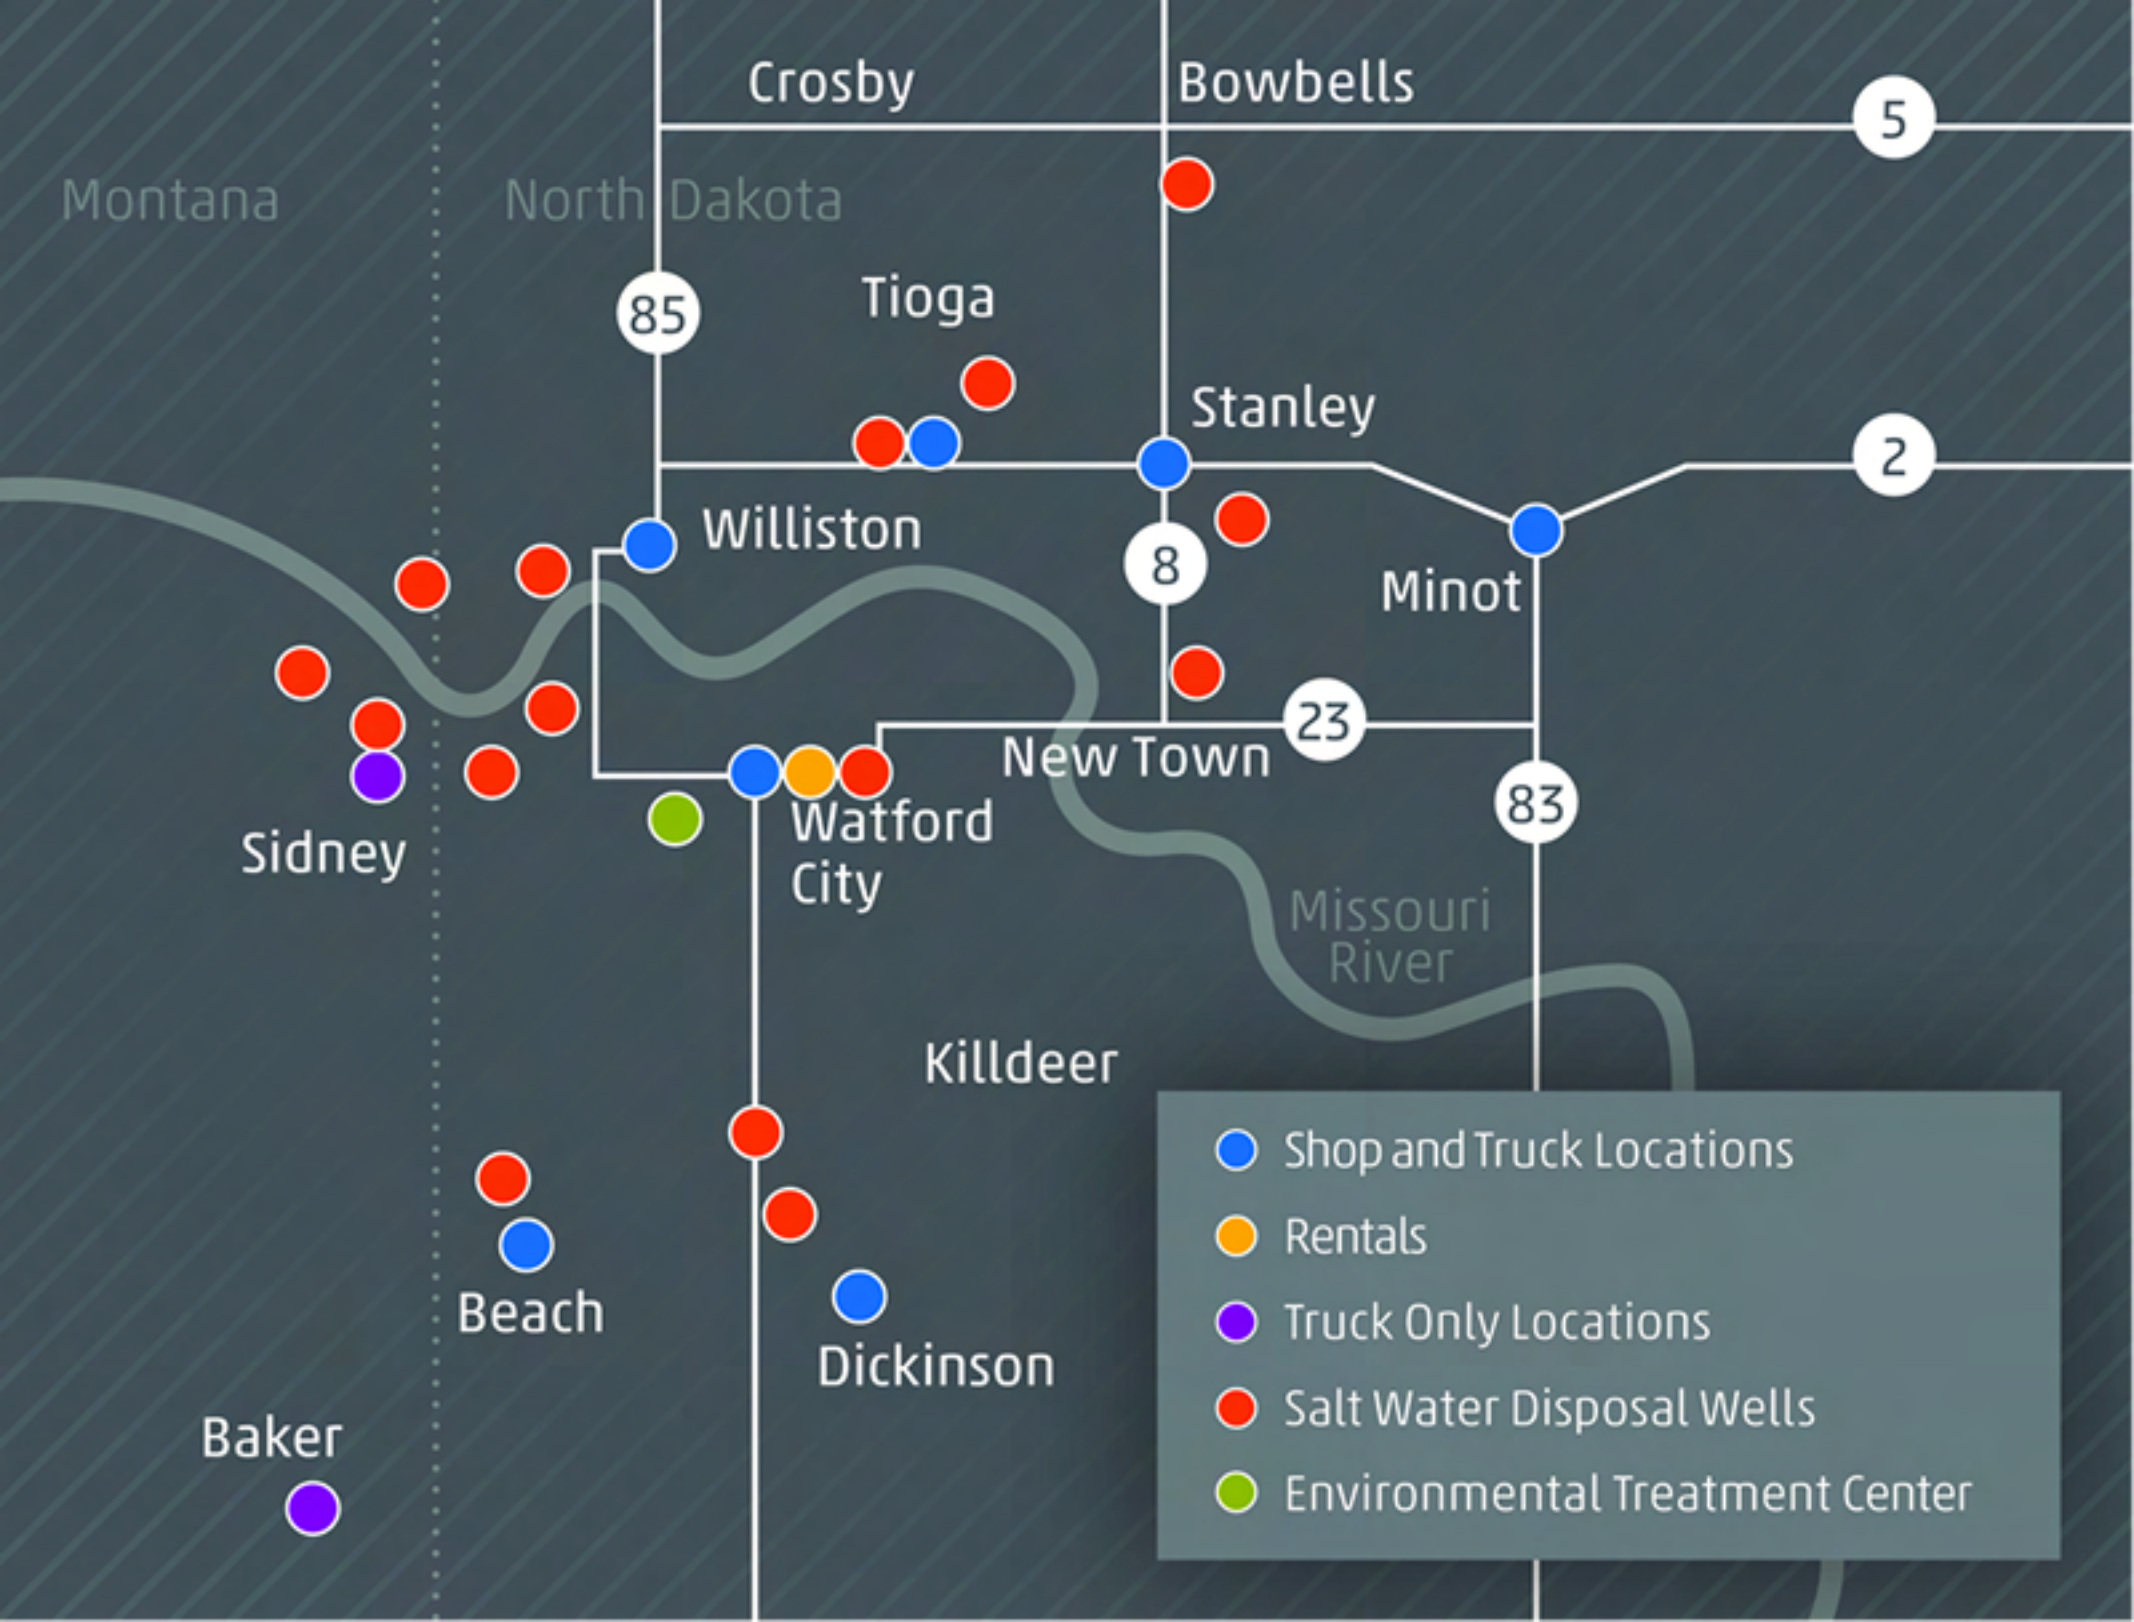 Crosby
Bowbells
5
Montana
North Dakota
Tioga
85
Stanley
2
Williston
8
Minot
23
New Town
Watford
City
83
Sidney
Missouri
River
Killdeer
Beach
Dickinson
Baker
Shop and Truck Locations
Rentals
Truck Only Locations
Salt Water Disposal Wells
Environmental Treatment Center